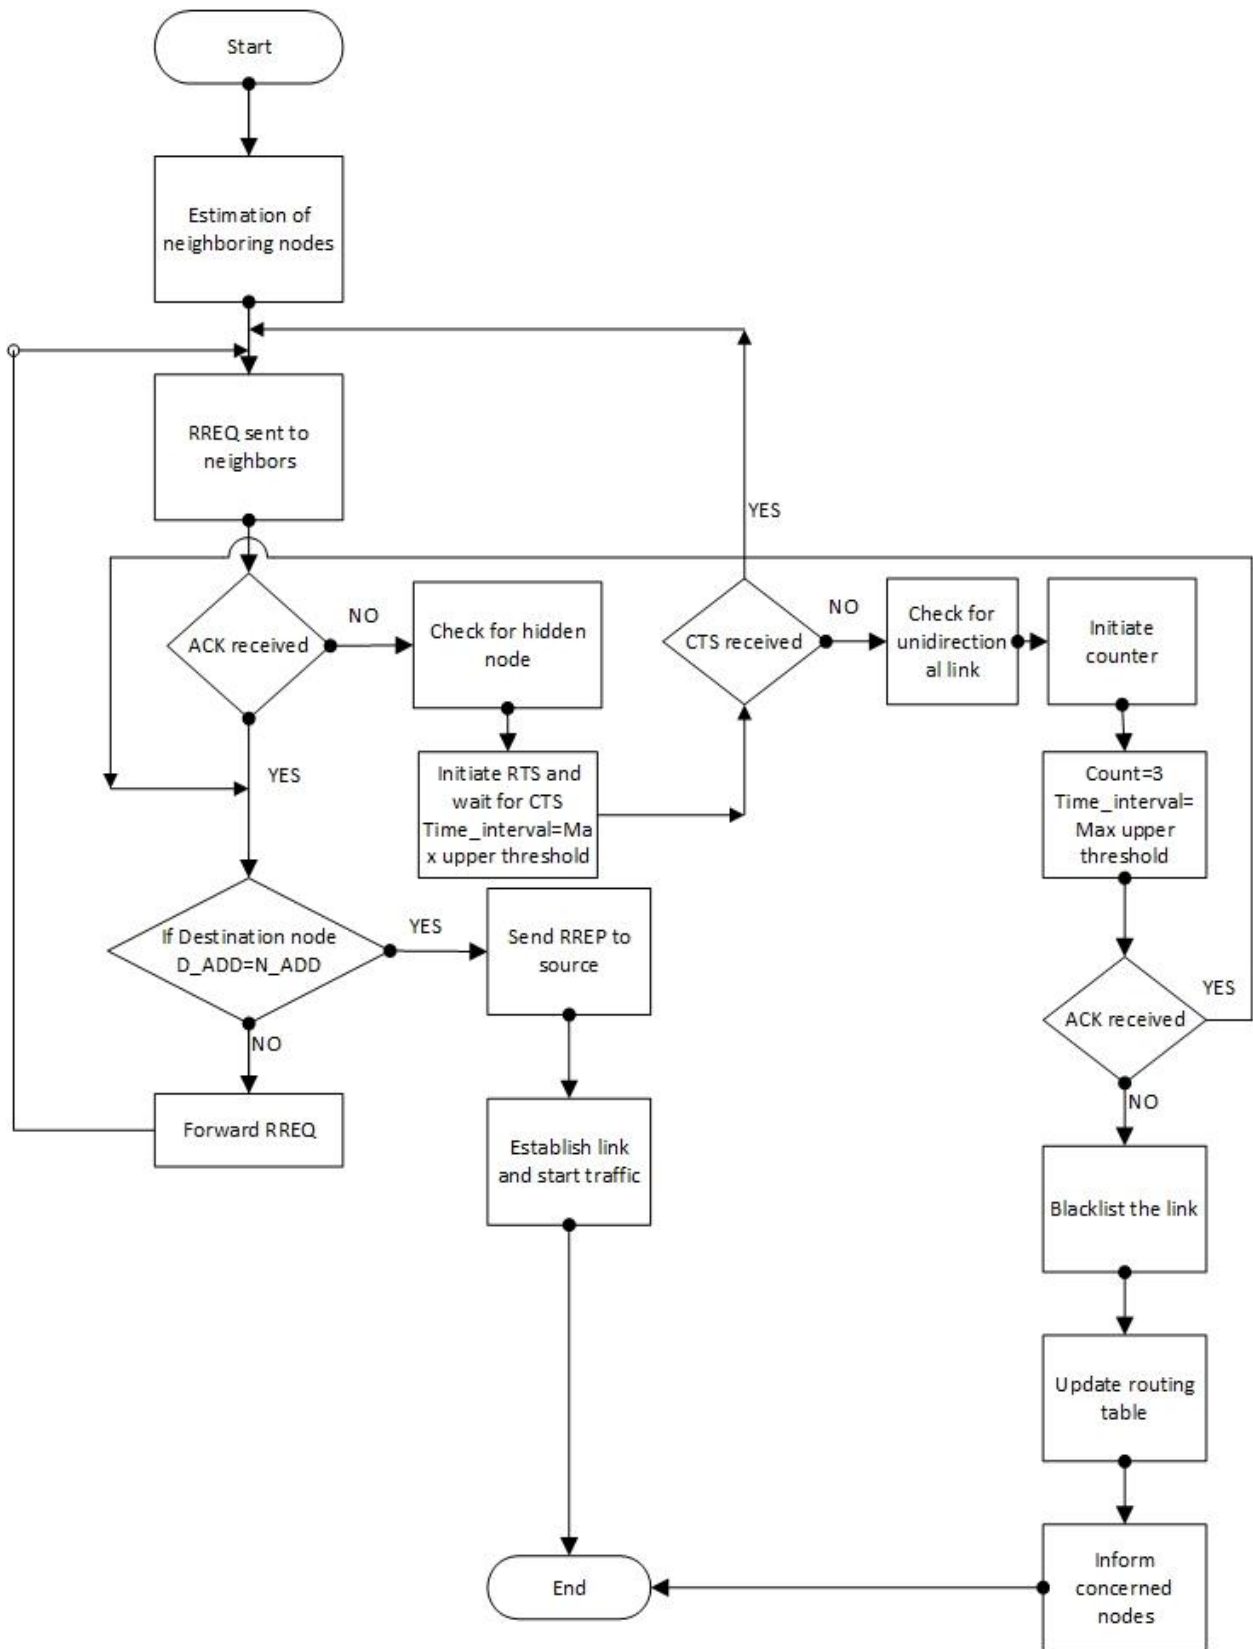 Start
Estimation of
neighboring nodes
RREQ sent to
neighbors
YES
ACK received
NO
Check for hidden
node
CTS received
NO
Check for
unidirection
al link
Initiate
counter
YES
Initiate RTS and
wait for CTS
Time_interval=Ma
x upper threshold
Count=3
Time_interval=
Max upper
threshold
If Destination node
D_ADD=N_ADD
YES
Send RREP to
source
ACK received
YES
NO
NO
Forward RREQ
Establish link
and start traffic
Blacklist the link
Update routing
table
End
Inform
concerned
nodes